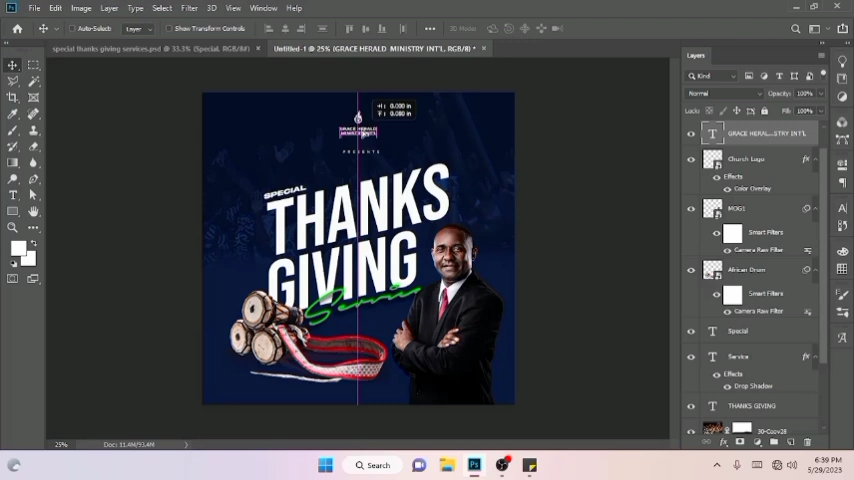 File Edit Image Layer Type Select Filter 3D View Window Help
Auto-Select: Layer Show Transform Controls 3D Mode:
special thanks giving services.psd @ 33.3% (Special, RGB/8#) × Untitled-1 @ 25% (GRACE HERALD MINISTRY INT'L, RGB/8) * ×
Layers
Kind
Normal Opacity: 100%
Lock: Fill: 100%
GRACE HERAL...STRY INT'L
Church Logo fx
Effects
Color Overlay
MOG1
Smart Filters
Camera Raw Filter
African Drum
Smart Filters
Camera Raw Filter
Special
Service fx
Effects
Drop Shadow
THANKS GIVING
H: 0.000 in
GRACE HERALD
PRESENTS
SPECIAL
THANKS
GIVING
Service
25% Doc: 11.4M/93.4M
Search
6:39 PM
5/29/2023